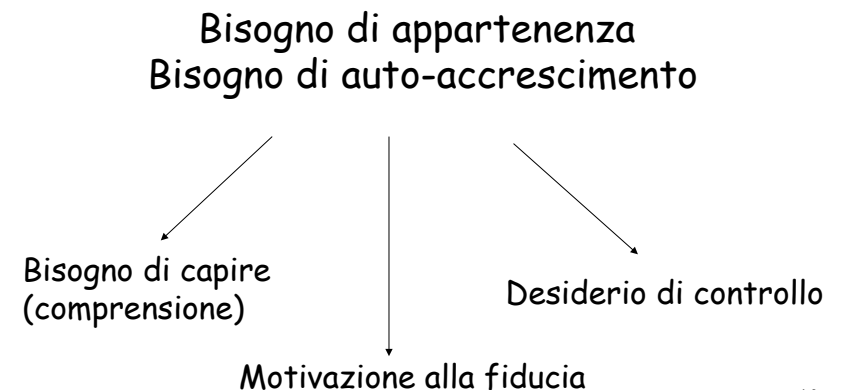 Bisogno di appartenenza
Bisogno di auto-accrescimento
Bisogno di capire
(comprensione)
Desiderio di controllo
Motivazione alla fiducia